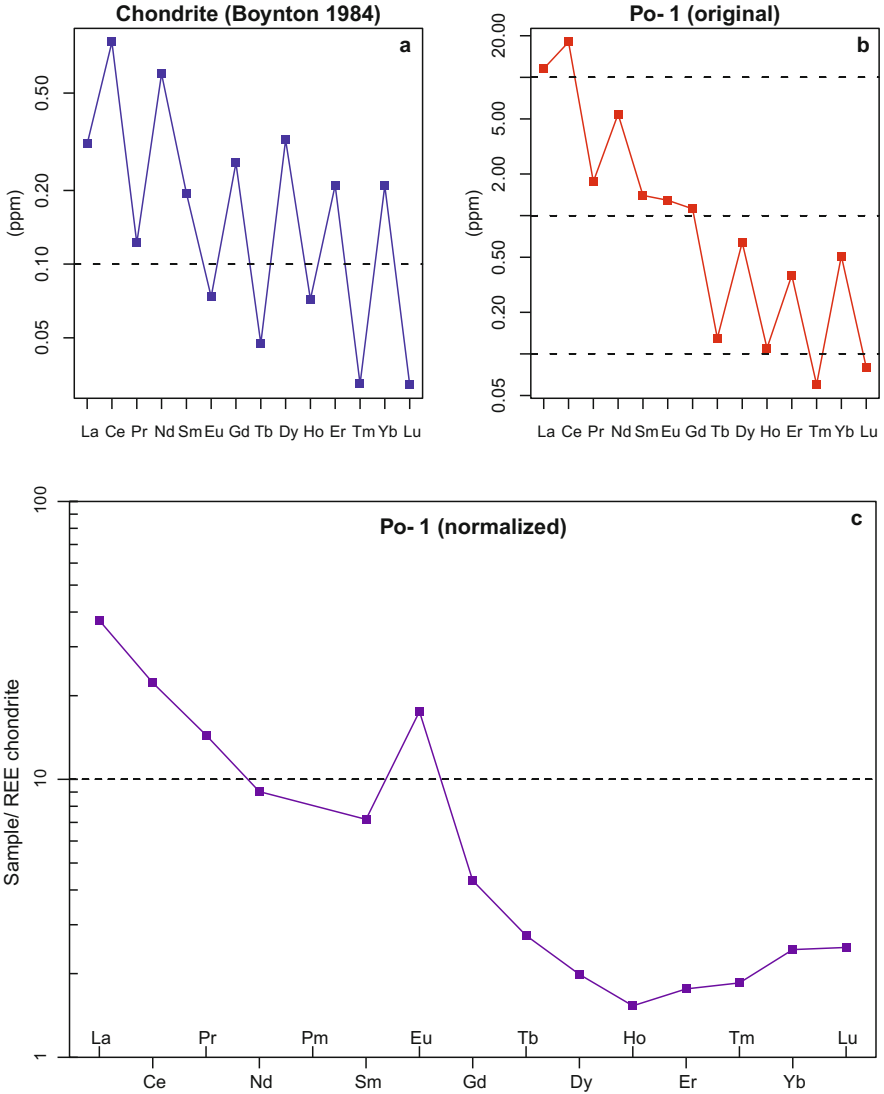 Chondrite (Boynton 1984)
a
(ppm)
0.50
0.20
0.10
0.05
La Ce Pr Nd Sm Eu Gd Tb Dy Ho Er Tm Yb Lu
Po- 1 (original)
b
(ppm)
20.00
5.00
2.00
0.50
0.20
0.05
La Ce Pr Nd Sm Eu Gd Tb Dy Ho Er Tm Yb Lu
Po- 1 (normalized)
c
Sample/ REE chondrite
100
10
1
La Pr Pm Eu Tb Ho Tm Lu
Ce Nd Sm Gd Dy Er Yb